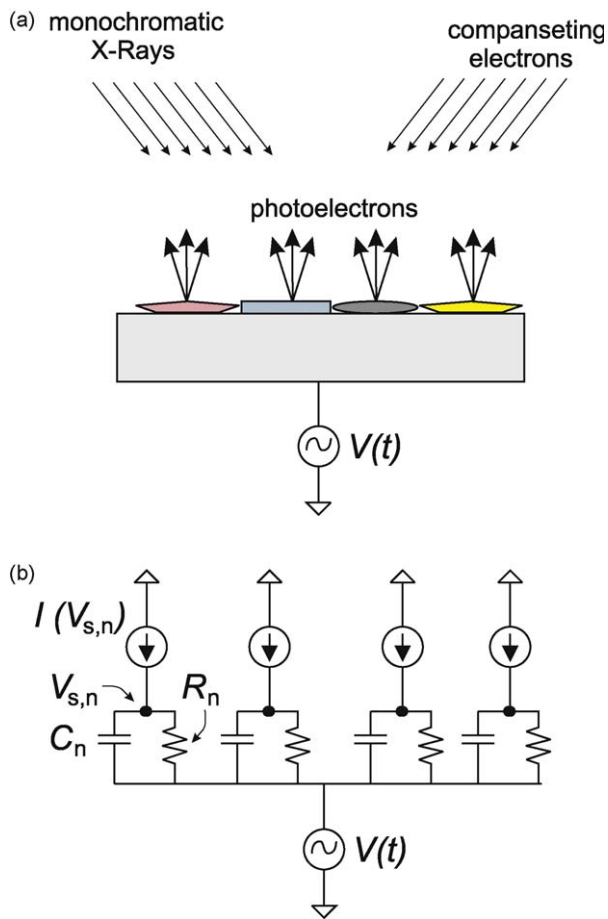 (a)
monochromatic
X-Rays
companseting
electrons
photoelectrons
V(t)
(b)
I (Vs,n)
Vs,n
Rn
Cn
V(t)